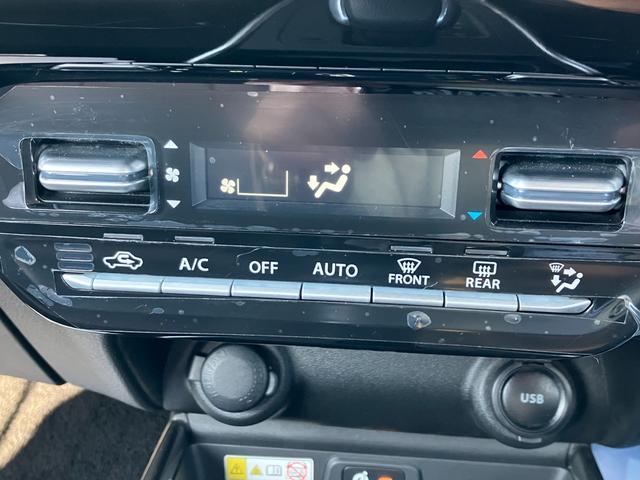 A/C OFF AUTO FRONT REAR
USB